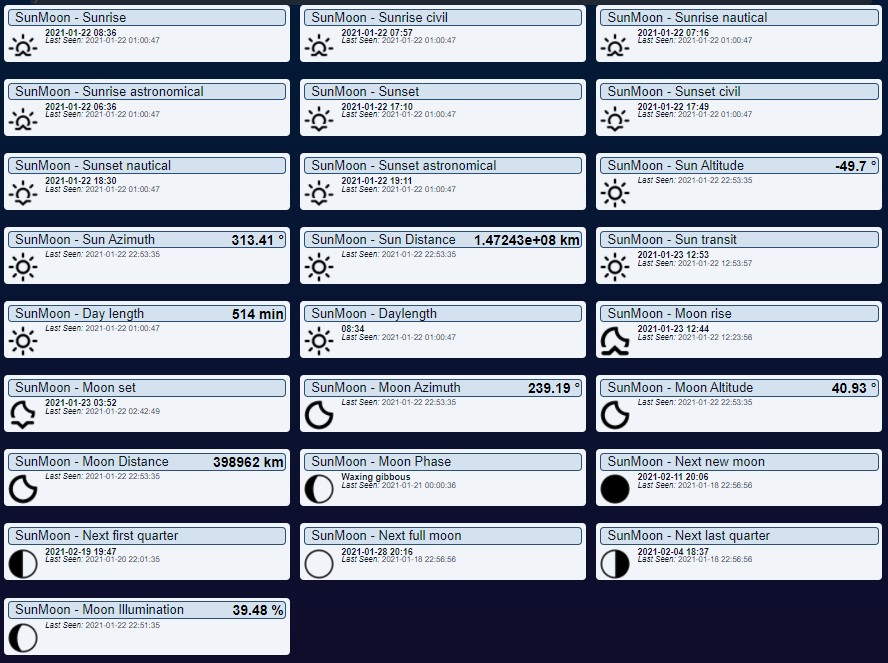 SunMoon - Sunrise
2021-01-22 08:36
Last Seen: 2021-01-22 01:00:47
SunMoon - Sunrise civil
2021-01-22 07:57
Last Seen: 2021-01-22 01:00:47
SunMoon - Sunrise nautical
2021-01-22 07:16
Last Seen: 2021-01-22 01:00:47
SunMoon - Sunrise astronomical
2021-01-22 06:36
Last Seen: 2021-01-22 01:00:47
SunMoon - Sunset
2021-01-22 17:10
Last Seen: 2021-01-22 01:00:47
SunMoon - Sunset civil
2021-01-22 17:49
Last Seen: 2021-01-22 01:00:47
SunMoon - Sunset nautical
2021-01-22 18:30
Last Seen: 2021-01-22 01:00:47
SunMoon - Sunset astronomical
2021-01-22 19:11
Last Seen: 2021-01-22 01:00:47
SunMoon - Sun Altitude -49.7 °
Last Seen: 2021-01-22 22:53:35
SunMoon - Sun Azimuth 313.41 °
Last Seen: 2021-01-22 22:53:35
SunMoon - Sun Distance 1.47243e+08 km
Last Seen: 2021-01-22 22:53:35
SunMoon - Sun transit
2021-01-23 12:53
Last Seen: 2021-01-22 12:53:57
SunMoon - Day length 514 min
Last Seen: 2021-01-22 01:00:47
SunMoon - Daylength
08:34
Last Seen: 2021-01-22 01:00:47
SunMoon - Moon rise
2021-01-23 12:44
Last Seen: 2021-01-22 12:23:56
SunMoon - Moon set
2021-01-23 03:52
Last Seen: 2021-01-22 02:42:49
SunMoon - Moon Azimuth 239.19 °
Last Seen: 2021-01-22 22:53:35
SunMoon - Moon Altitude 40.93 °
Last Seen: 2021-01-22 22:53:35
SunMoon - Moon Distance 398962 km
Last Seen: 2021-01-22 22:53:35
SunMoon - Moon Phase
Waxing gibbous
Last Seen: 2021-01-21 00:00:36
SunMoon - Next new moon
2021-02-11 20:06
Last Seen: 2021-01-18 22:56:56
SunMoon - Next first quarter
2021-02-19 19:47
Last Seen: 2021-01-20 22:01:35
SunMoon - Next full moon
2021-01-28 20:16
Last Seen: 2021-01-18 22:56:56
SunMoon - Next last quarter
2021-02-04 18:37
Last Seen: 2021-01-18 22:56:56
SunMoon - Moon Illumination 39.48 %
Last Seen: 2021-01-22 22:51:35